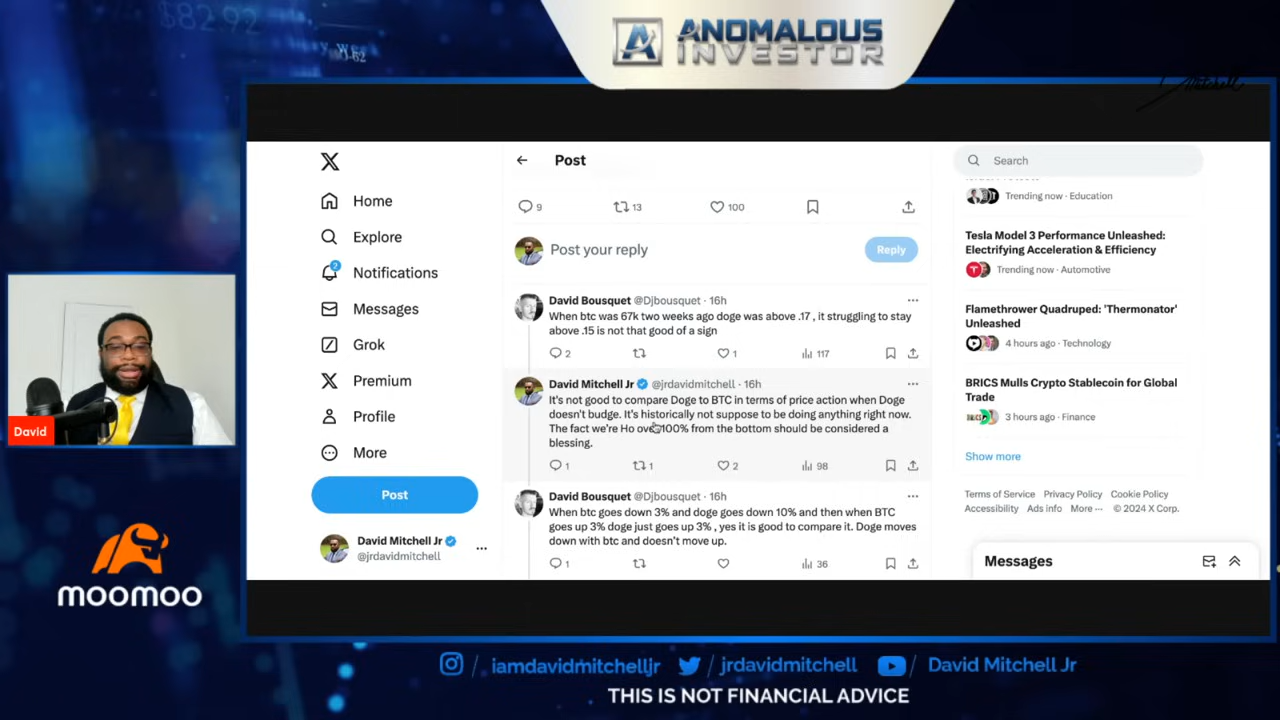 $82.92
ANOMALOUS
INVESTOR
Mitchell
Post
Search
Home
Explore
2
Notifications
Messages
Grok
Premium
Profile
More
Post
David Mitchell Jr
@jrdavidmitchell
9
13
100
Post your reply
Reply
David Bousquet @Djbousquet · 16h
When btc was 67k two weeks ago doge was above .17 , it struggling to stay
above .15 is not that good of a sign
2
1
117
David Mitchell Jr @jrdavidmitchell · 16h
It's not good to compare Doge to BTC in terms of price action when Doge
doesn't budge. It's historically not suppose to be doing anything right now.
The fact we're Ho over 100% from the bottom should be considered a
blessing.
1
1
2
98
David Bousquet @Djbousquet · 16h
When btc goes down 3% and doge goes down 10% and then when BTC
goes up 3% doge just goes up 3% , yes it is good to compare it. Doge moves
down with btc and doesn't move up.
1
36
Trending now · Education
Tesla Model 3 Performance Unleashed:
Electrifying Acceleration & Efficiency
Trending now · Automotive
Flamethrower Quadruped: 'Thermonator'
Unleashed
4 hours ago · Technology
BRICS Mulls Crypto Stablecoin for Global
Trade
3 hours ago · Finance
Show more
Terms of Service Privacy Policy Cookie Policy
Accessibility Ads info More ··· © 2024 X Corp.
Messages
David
moomoo
/ iamdavidmitchelljr / jrdavidmitchell / David Mitchell Jr
THIS IS NOT FINANCIAL ADVICE